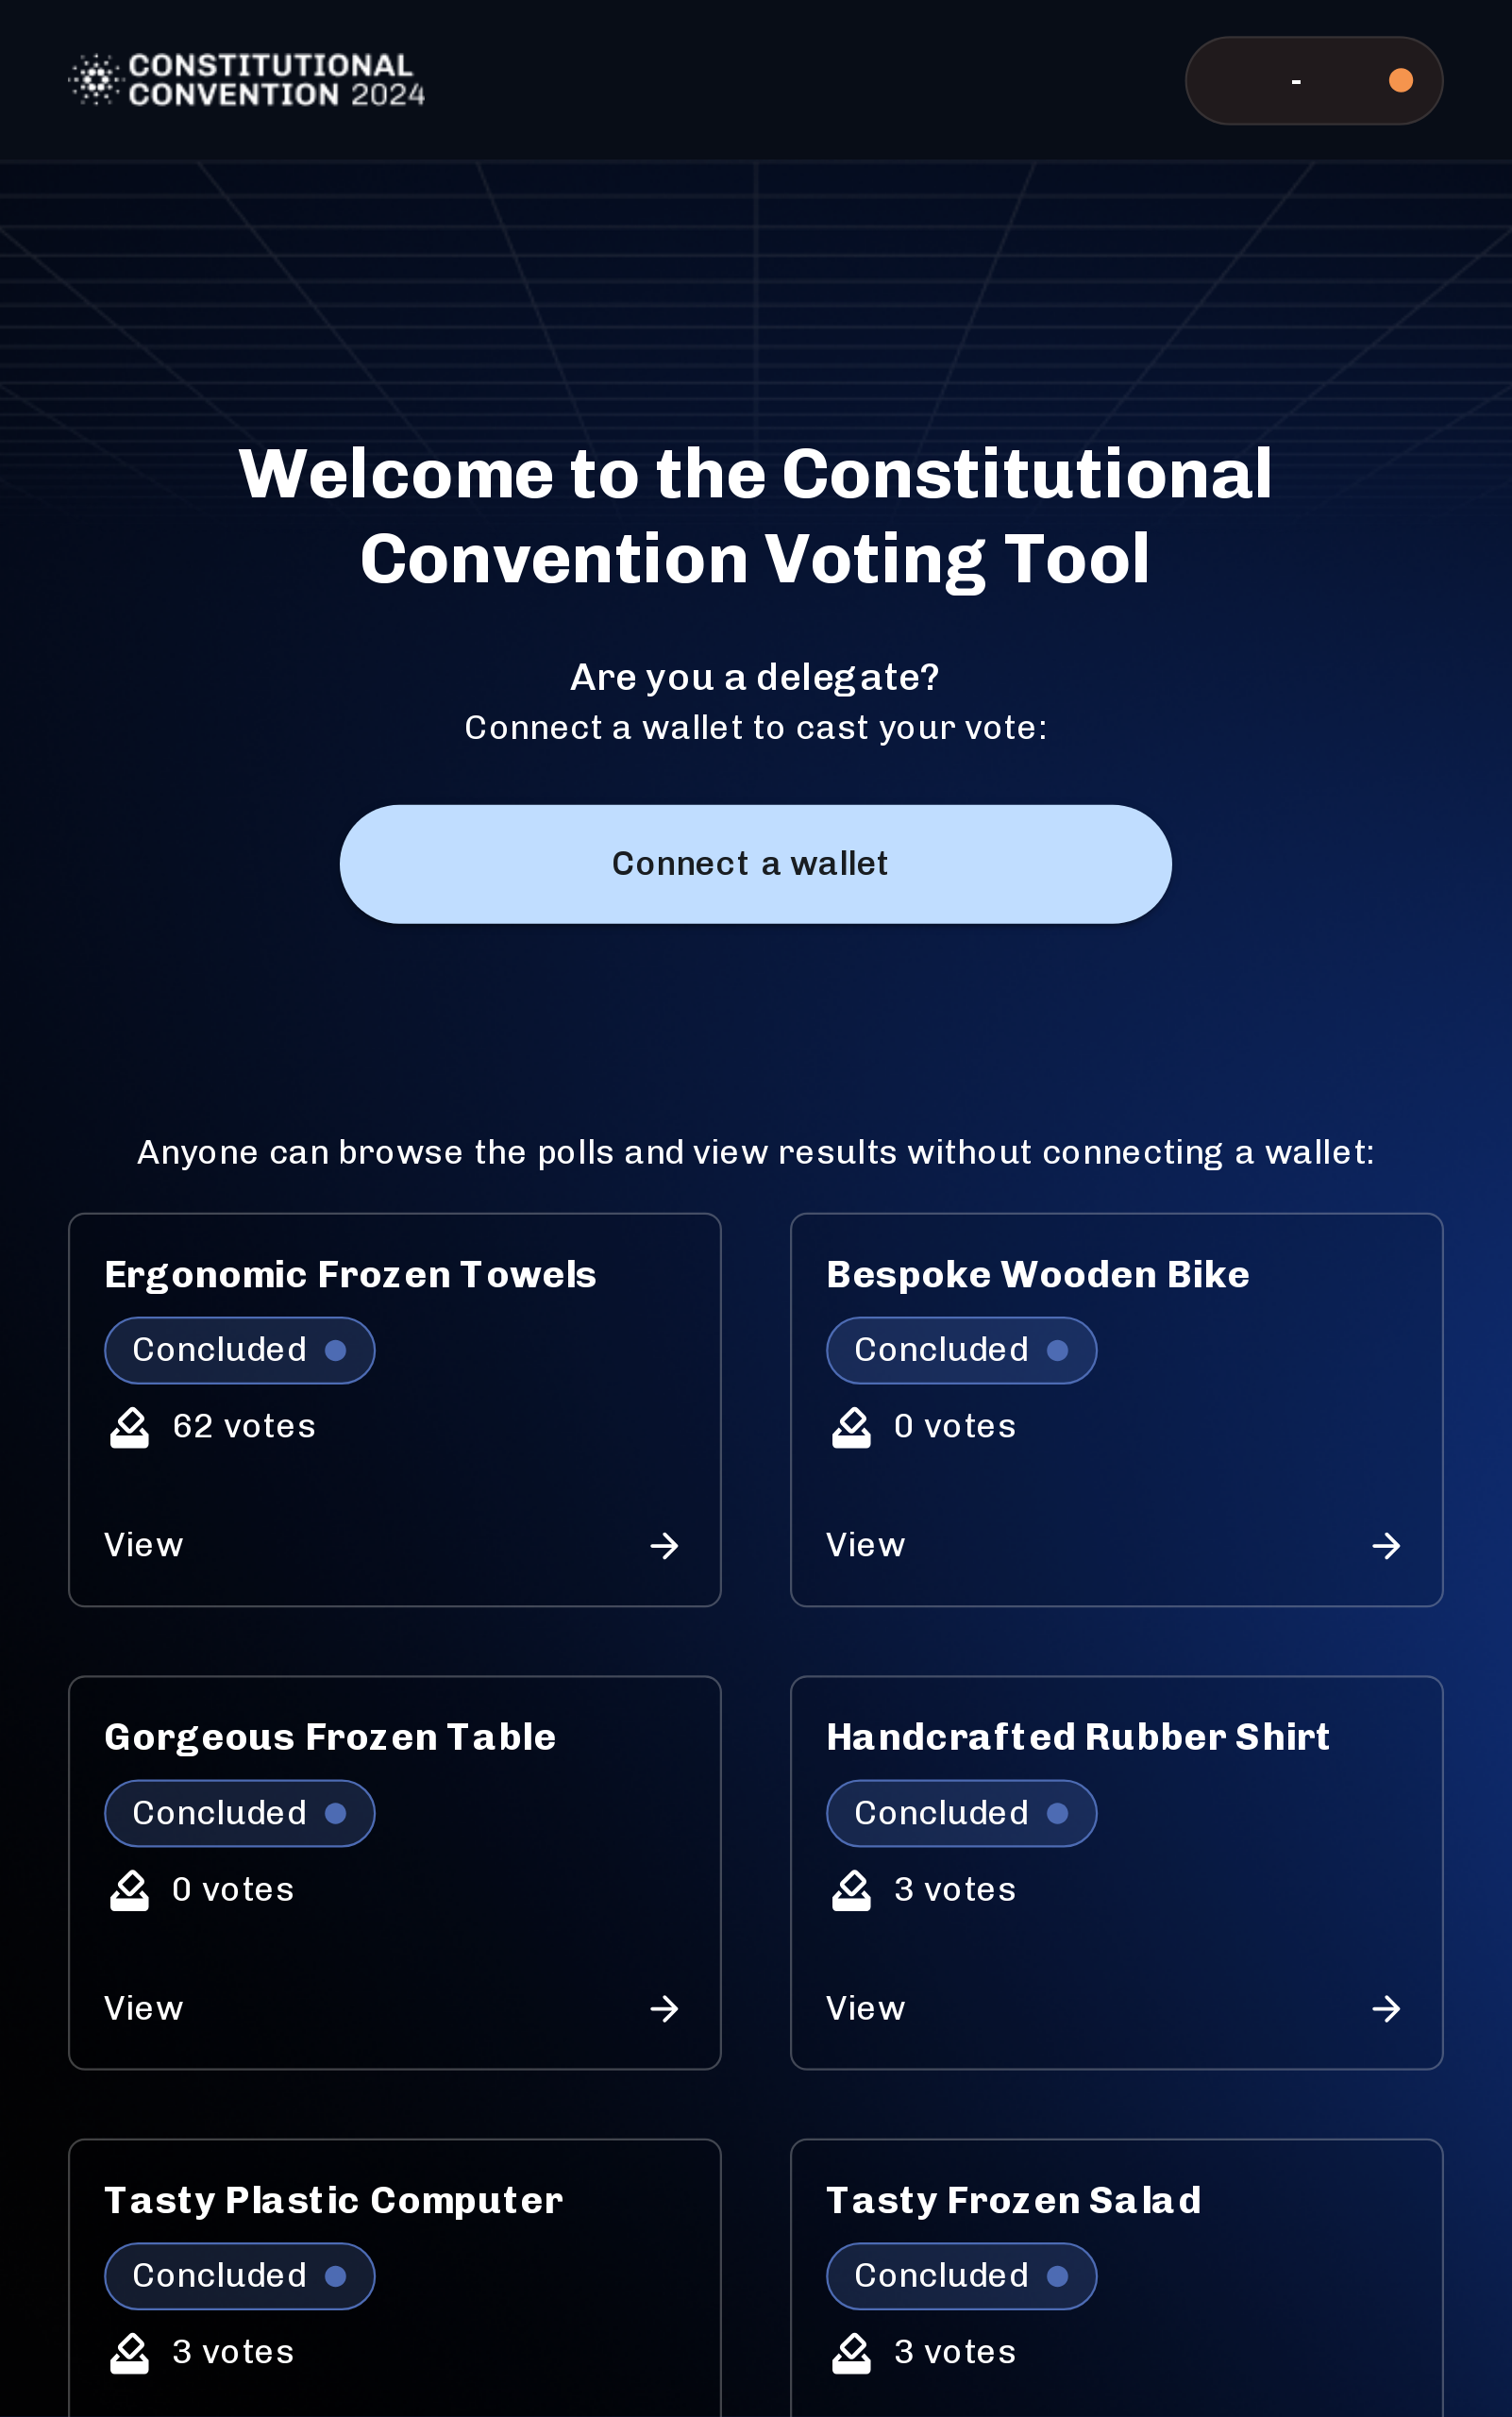 CONSTITUTIONAL
CONVENTION 2024
-
Welcome to the Constitutional
Convention Voting Tool
Are you a delegate?
Connect a wallet to cast your vote:
Connect a wallet
Anyone can browse the polls and view results without connecting a wallet:
Ergonomic Frozen Towels
Concluded
62 votes
View
Bespoke Wooden Bike
Concluded
0 votes
View
Gorgeous Frozen Table
Concluded
0 votes
View
Handcrafted Rubber Shirt
Concluded
3 votes
View
Tasty Plastic Computer
Concluded
3 votes
Tasty Frozen Salad
Concluded
3 votes